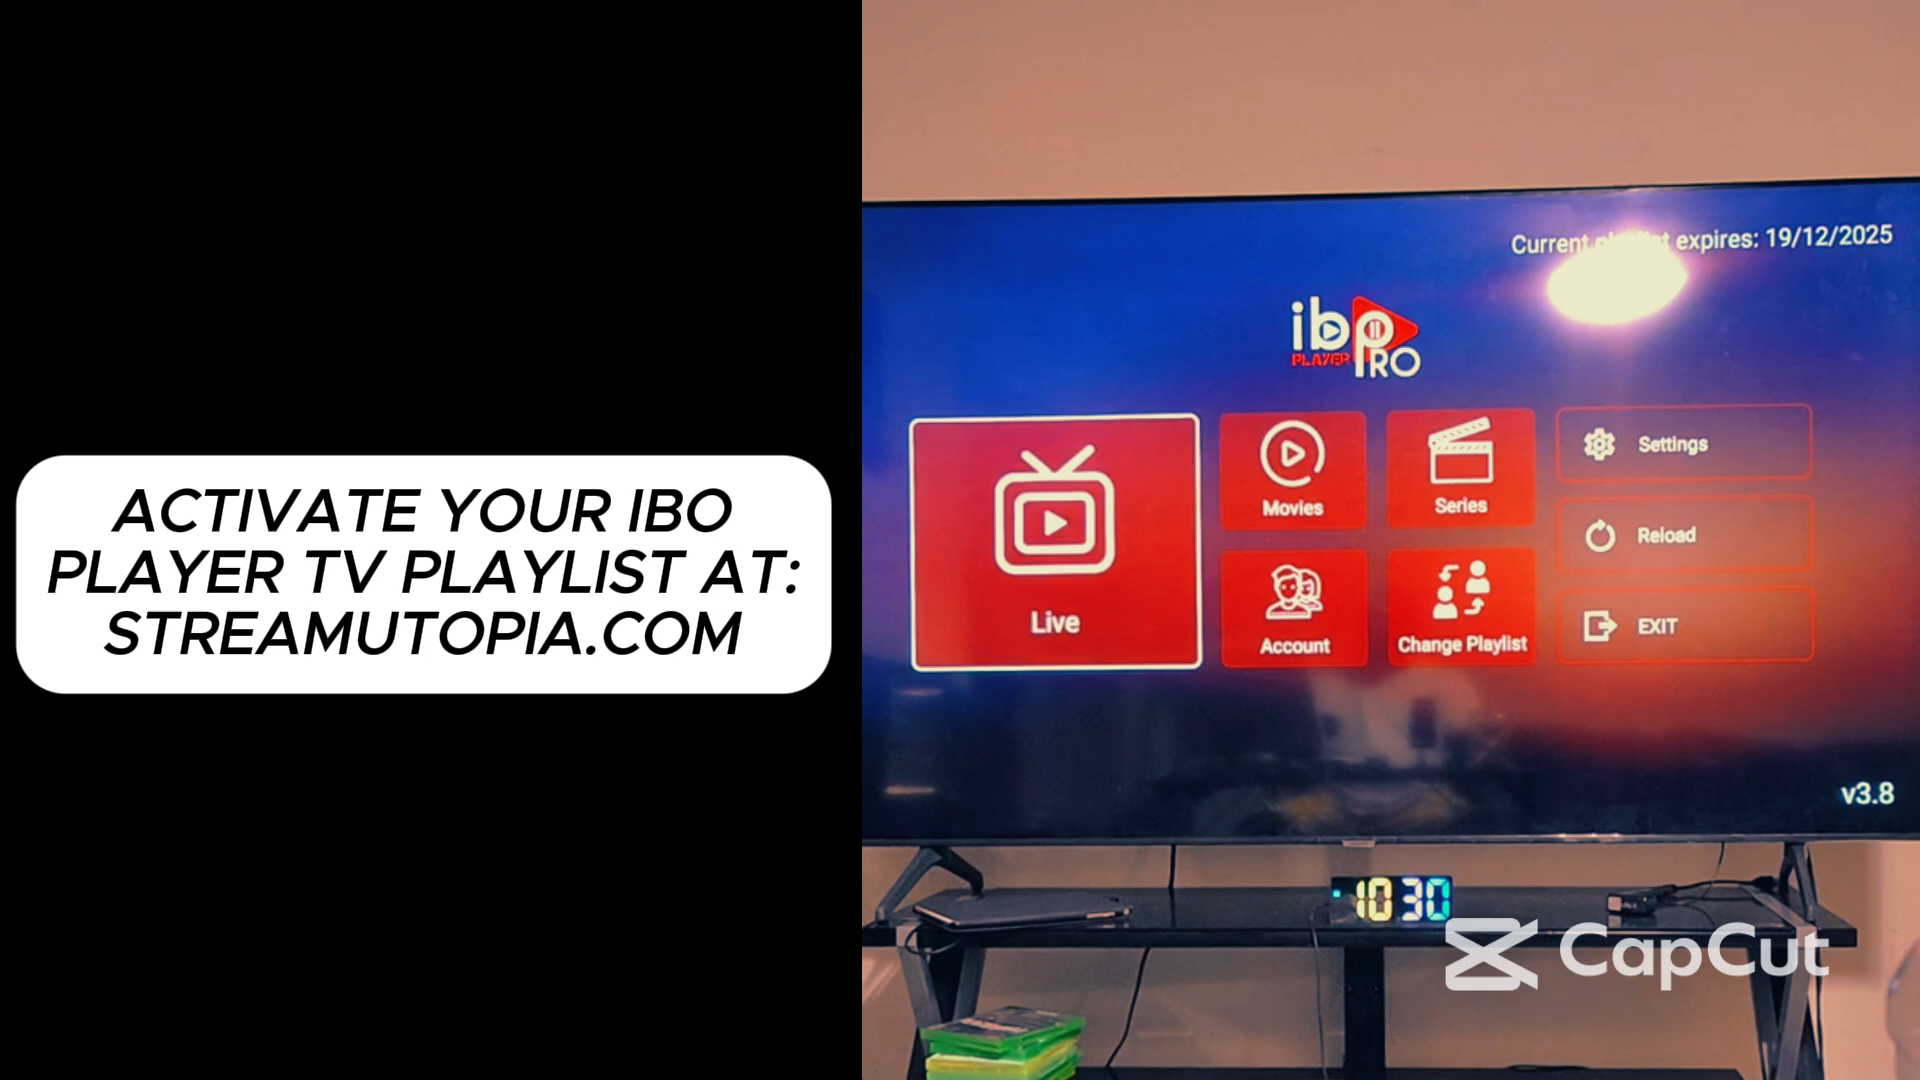 ACTIVATE YOUR IBO
PLAYER TV PLAYLIST AT:
STREAMUTOPIA.COM
Current expires: 19/12/2025
ibo
PLAYER PRO
Live
Movies
Series
Account
Change Playlist
Settings
Reload
EXIT
v3.8
10 30
CapCut